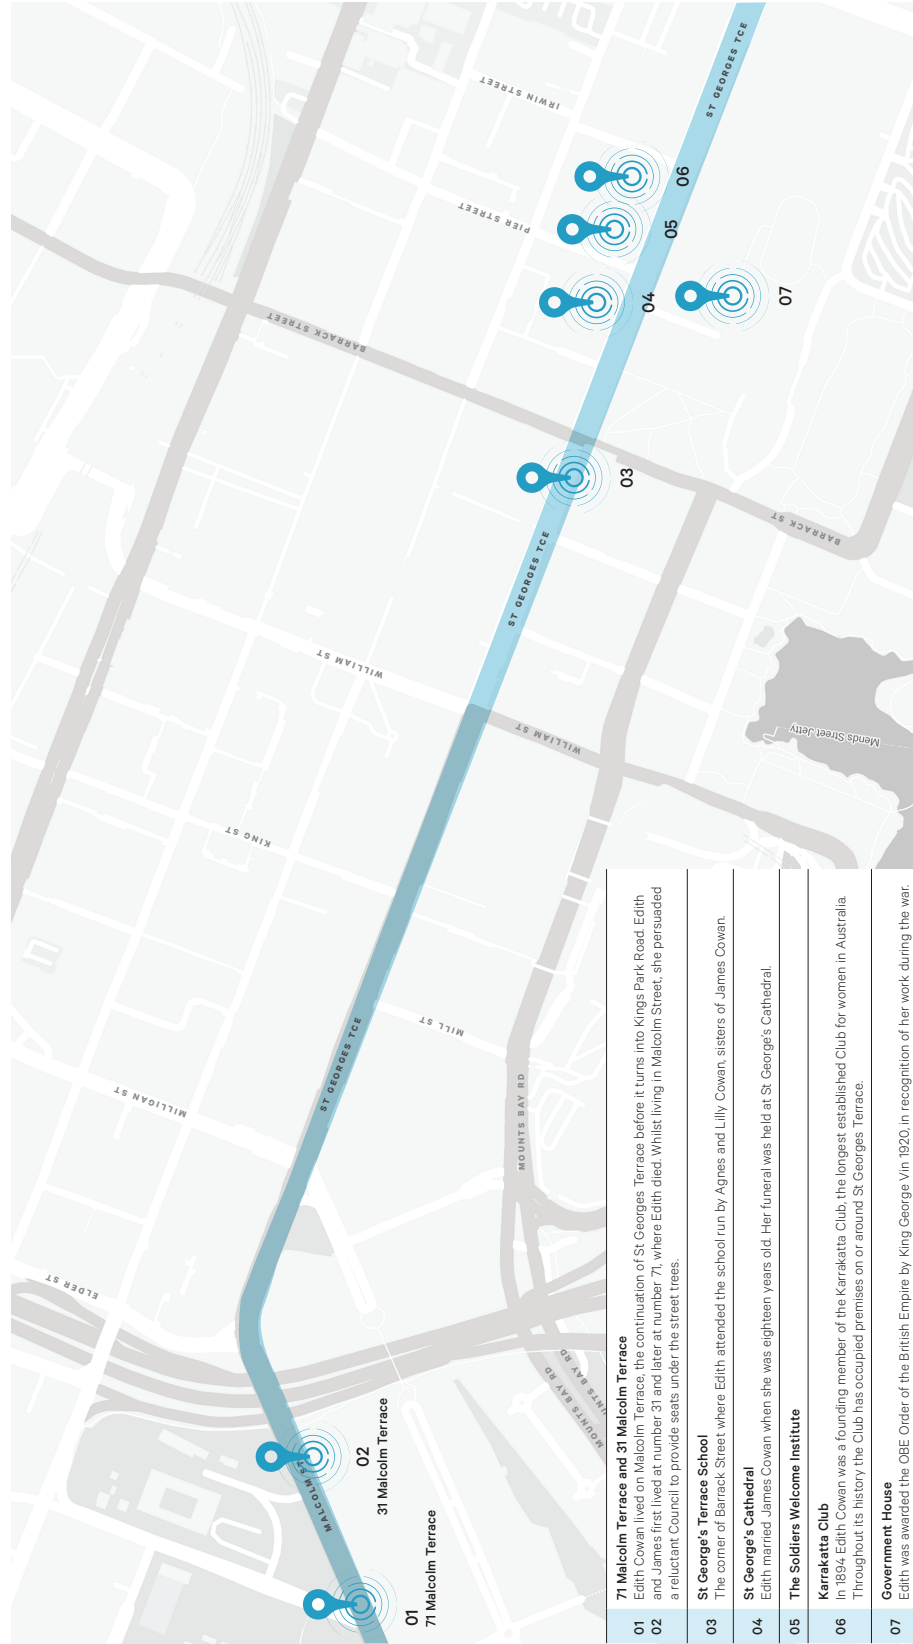 ST GEORGES TCE
IRWIN STREET
PIER STREET
06
05
04
07
BARRACK STREET
03
BARRACK ST
ST GEORGES TCE
WILLIAM ST
WILLIAM ST
Mends Street Jetty
KING ST
MILL ST
ST GEORGES TCE
MILLIGAN ST
MOUNTS BAY RD
ELDER ST
MOUNTS BAY RD
UNTS BAY RD
MALCOLM ST
02
31 Malcolm Terrace
01
71 Malcolm Terrace
01
02
71 Malcolm Terrace and 31 Malcolm Terrace
Edith Cowan lived on Malcolm Terrace, the continuation of St Georges Terrace before it turns into Kings Park Road. Edith
and James first lived at number 31 and later at number 71, where Edith died. Whilst living in Malcolm Street, she persuaded
a reluctant Council to provide seats under the street trees.
03
St George's Terrace School
The corner of Barrack Street where Edith attended the school run by Agnes and Lilly Cowan, sisters of James Cowan.
04
St George's Cathedral
Edith married James Cowan when she was eighteen years old. Her funeral was held at St George's Cathedral.
05
The Soldiers Welcome Institute
06
Karrakatta Club
In 1894 Edith Cowan was a founding member of the Karrakatta Club, the longest established Club for women in Australia.
Throughout its history the Club has occupied premises on or around St Georges Terrace.
07
Government House
Edith was awarded the OBE Order of the British Empire by King George Vin 1920, in recognition of her work during the war.